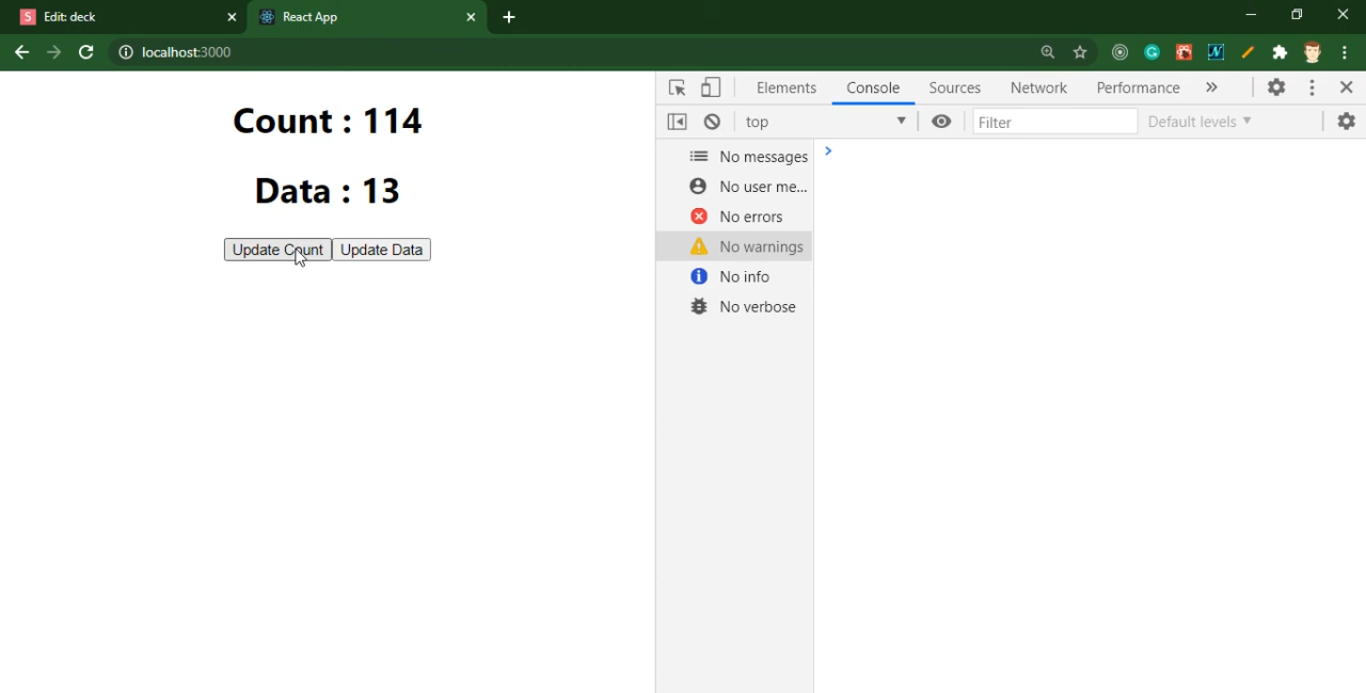 Edit: deck
React App
localhost:3000
Count : 114
Data : 13
Update Count Update Data
Elements Console Sources Network Performance
top Filter Default levels
No messages
No user me...
No errors
No warnings
No info
No verbose